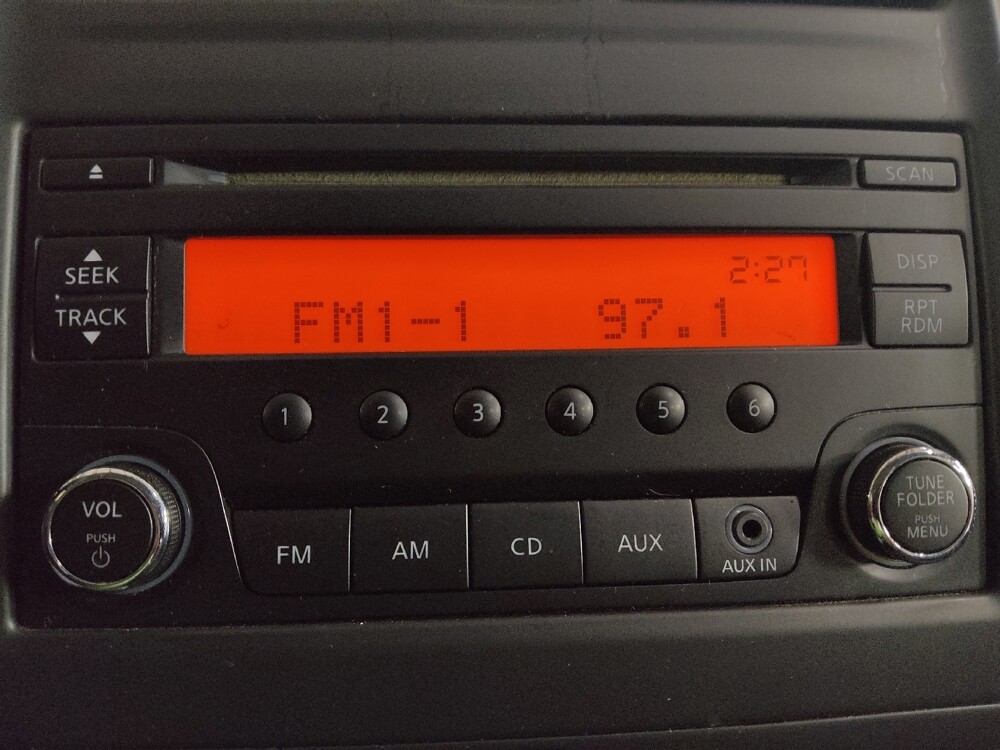 SCAN
SEEK
TRACK
2:27
FM1-1 97.1
DISP
RPT
RDM
1 2 3 4 5 6
VOL
PUSH
FM AM CD AUX
AUX IN
TUNE
FOLDER
PUSH
MENU